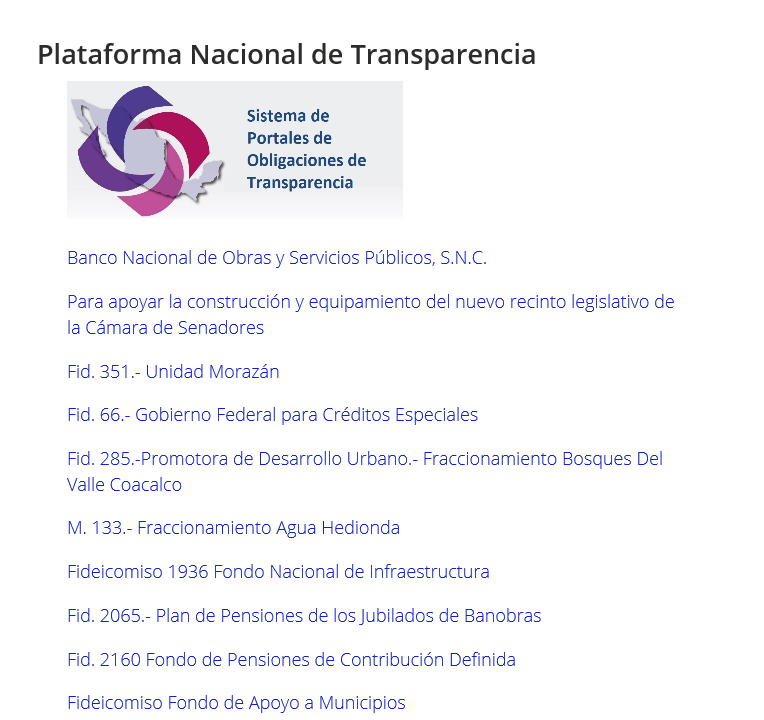 Plataforma Nacional de Transparencia
Sistema de
Portales de
Obligaciones de
Transparencia
Banco Nacional de Obras y Servicios Públicos, S.N.C.
Para apoyar la construcción y equipamiento del nuevo recinto legislativo de
la Cámara de Senadores
Fid. 351.- Unidad Morazán
Fid. 66.- Gobierno Federal para Créditos Especiales
Fid. 285.-Promotora de Desarrollo Urbano.- Fraccionamiento Bosques Del
Valle Coacalco
M. 133.- Fraccionamiento Agua Hedionda
Fideicomiso 1936 Fondo Nacional de Infraestructura
Fid. 2065.- Plan de Pensiones de los Jubilados de Banobras
Fid. 2160 Fondo de Pensiones de Contribución Definida
Fideicomiso Fondo de Apoyo a Municipios